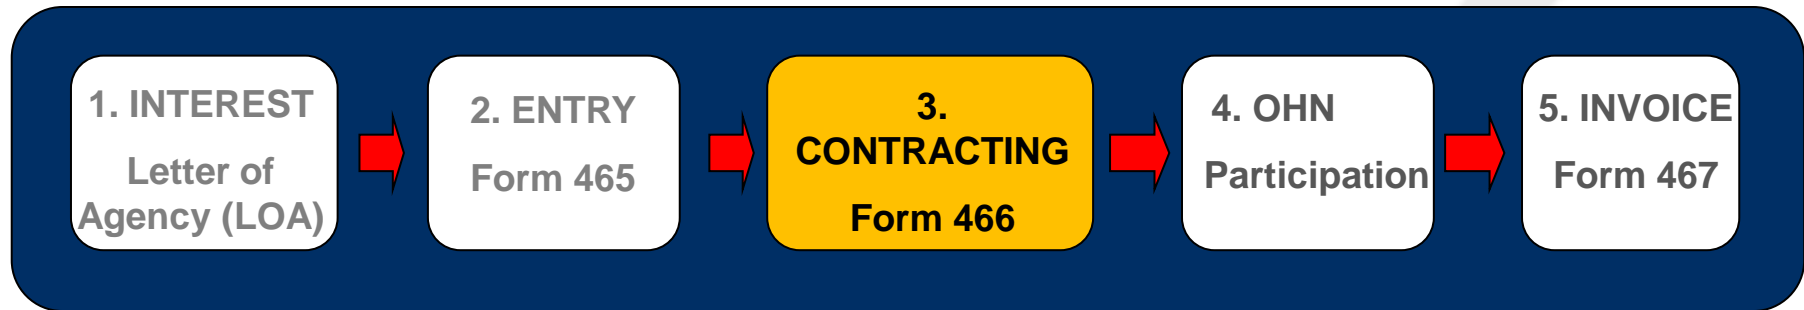 1. INTEREST
Letter of
Agency (LOA)
2. ENTRY
Form 465
3.
CONTRACTING
Form 466
4. OHN
Participation
5. INVOICE
Form 467